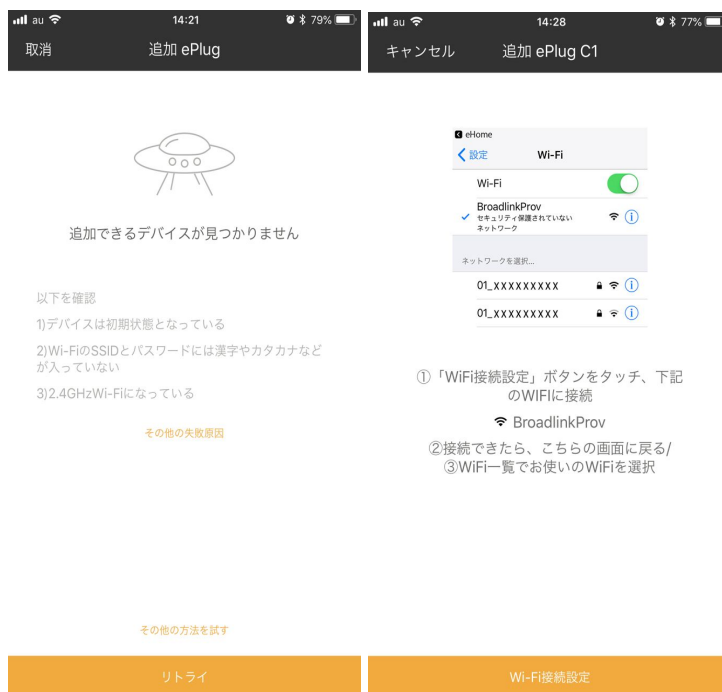 au 14:21 79%
取消 追加 ePlug
追加できるデバイスが見つかりません
以下を確認
1)デバイスは初期状態となっている
2)Wi-FiのSSIDとパスワードには漢字やカタカナなど
が入っていない
3)2.4GHzWi-Fiになっている
その他の失敗原因
その他の方法を試す
リトライ
au 14:28 77%
キャンセル 追加 ePlug C1
eHome
設定 Wi-Fi
Wi-Fi
BroadlinkProv
セキュリティ保護されていない
ネットワーク
ネットワークを選択...
01_xxxxxxxxx
01_xxxxxxxxx
①「WiFi接続設定」ボタンをタッチ、下記
のWIFIに接続
BroadlinkProv
②接続できたら、こちらの画面に戻る/
③WiFi一覧でお使いのWiFiを選択
Wi-Fi接続設定